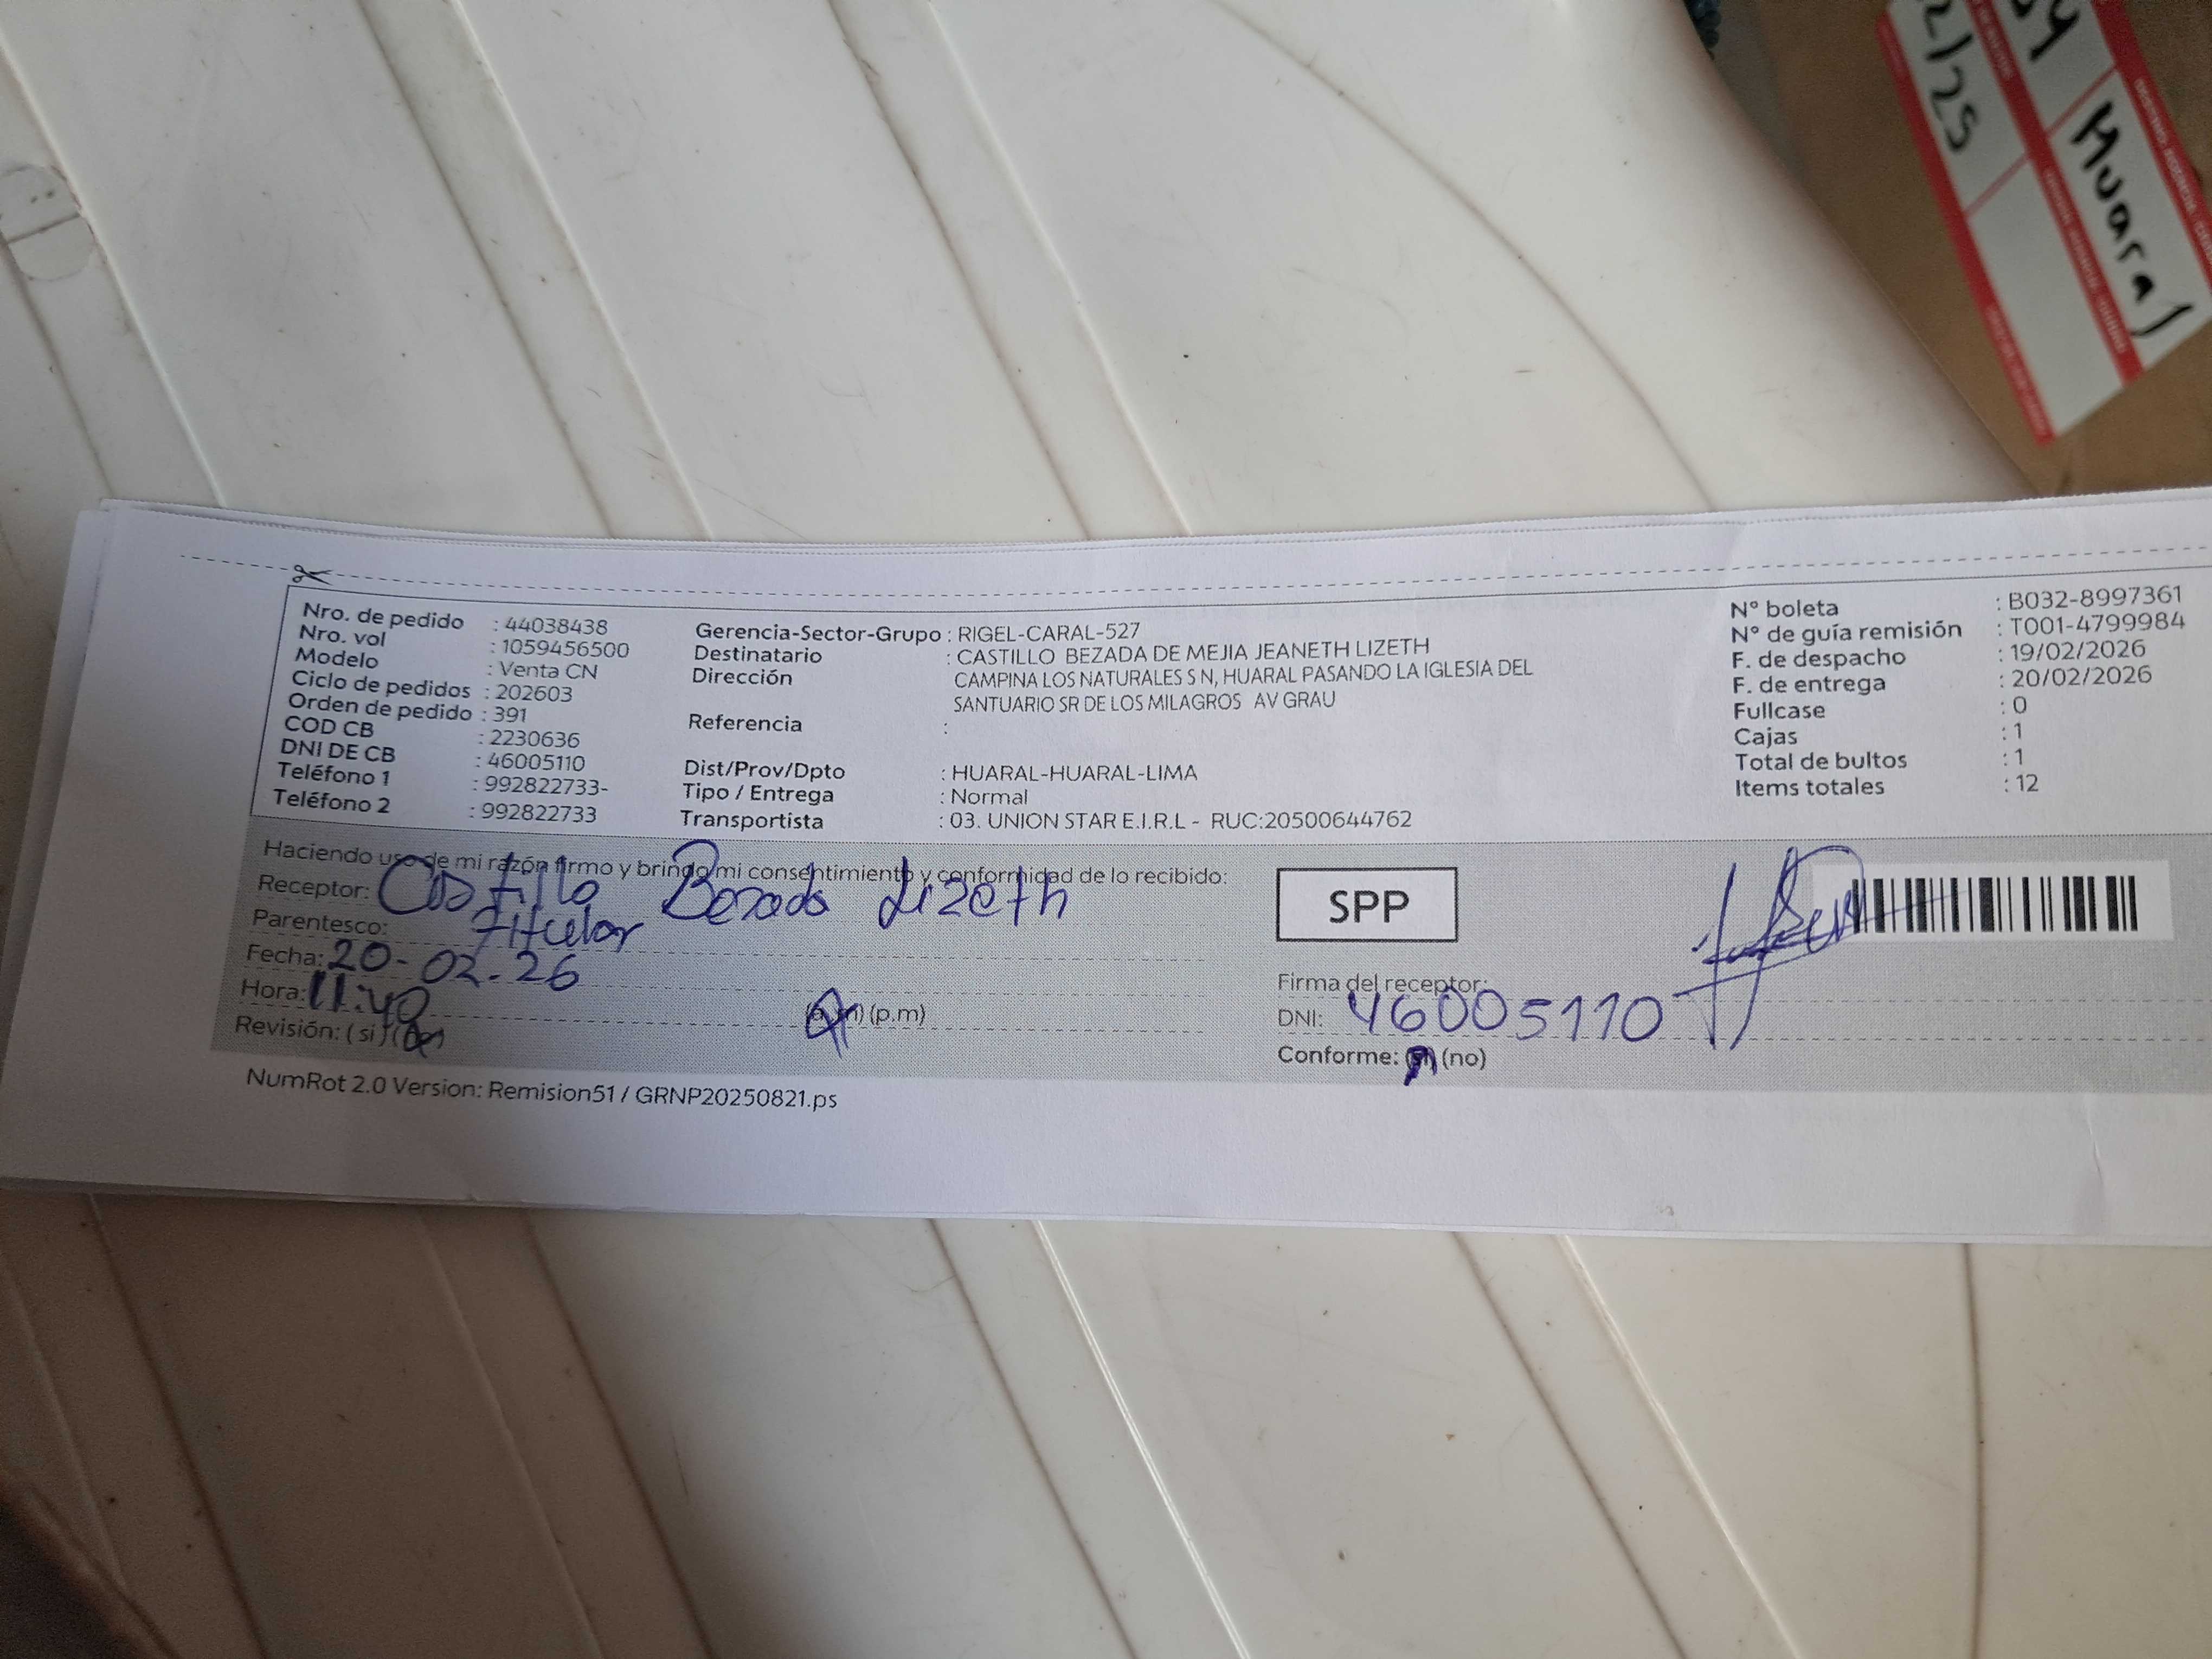 Nro. de pedido : 44038438
Nro. vol : 1059456500
Modelo : Venta CN
Ciclo de pedidos : 202603
Orden de pedido : 391
COD CB : 2230636
DNI DE CB : 46005110
Teléfono 1 : 992822733-
Teléfono 2 : 992822733
Gerencia-Sector-Grupo : RIGEL-CARAL-527
Destinatario : CASTILLO BEZADA DE MEJIA JEANETH LIZETH
Dirección CAMPINA LOS NATURALES S N, HUARAL PASANDO LA IGLESIA DEL
SANTUARIO SR DE LOS MILAGROS AV GRAU
Referencia :
Dist/Prov/Dpto : HUARAL-HUARAL-LIMA
Tipo / Entrega : Normal
Transportista : 03. UNION STAR E.I.R.L - RUC:20500644762
N° boleta : B032-8997361
N° de guía remisión : T001-4799984
F. de despacho : 19/02/2026
F. de entrega : 20/02/2026
Fullcase : 0
Cajas : 1
Total de bultos : 1
Items totales : 12
Haciendo uso de mi razón firmo y brindo mi consentimiento y conformidad de lo recibido:
Receptor: Castillo Bezada Lizeth
Parentesco: Titular
Fecha: 20-02-26
Hora: 11:40 (a.m) (p.m)
Revisión: ( si )
SPP
Firma del receptor:
DNI: 46005110
Conforme: (si) (no)
NumRot 2.0 Version: Remision51 / GRNP20250821.ps
2/25
Huaral